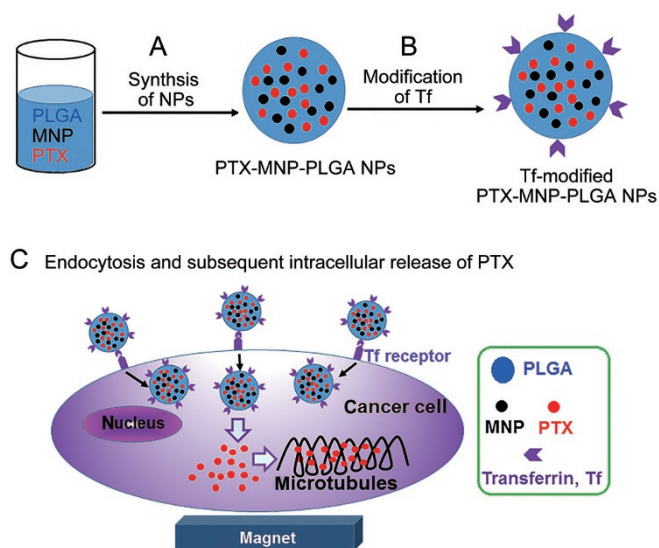 A
B
Synthsis
of NPs
Modification
of Tf
PLGA
MNP
PTX
PTX-MNP-PLGA NPs
Tf-modified
PTX-MNP-PLGA NPs
C Endocytosis and subsequent intracellular release of PTX
Tf receptor
Nucleus
Cancer cell
Microtubules
Magnet
PLGA
MNP PTX
Transferrin, Tf